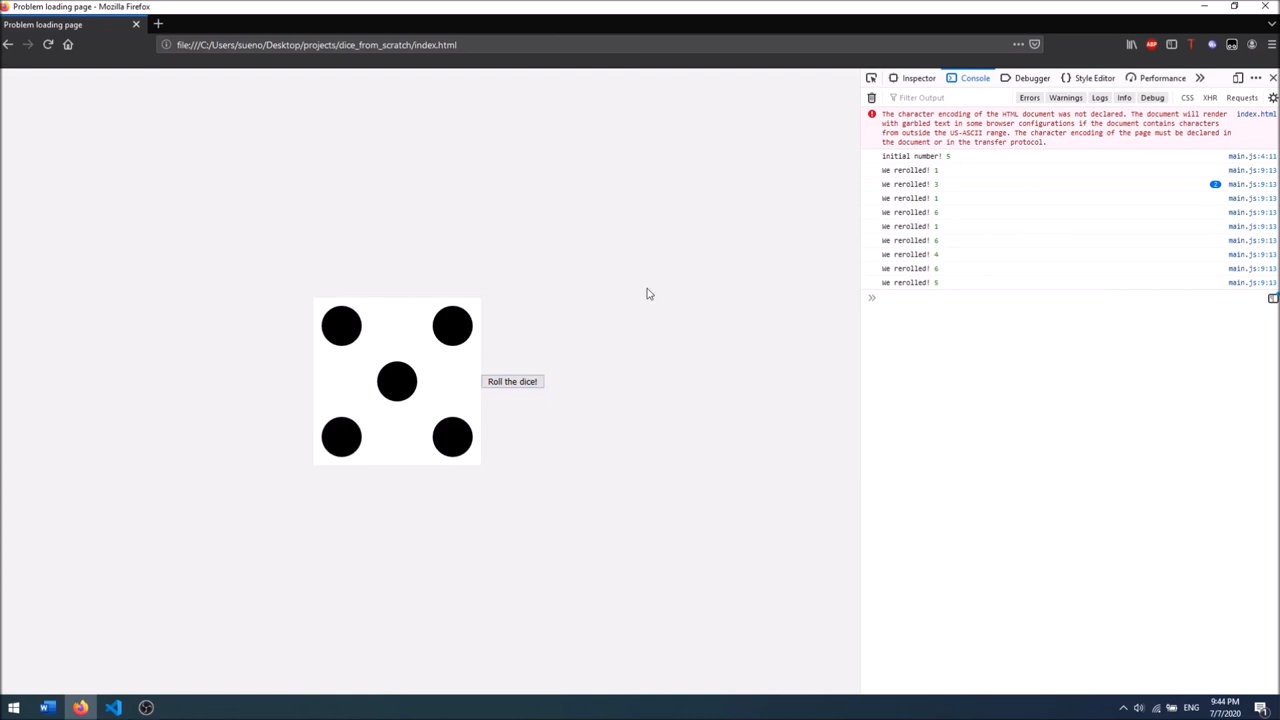 Problem loading page - Mozilla Firefox
Problem loading page
file:///C:/Users/sueno/Desktop/projects/dice_from_scratch/index.html
ABP
Inspector Console Debugger Style Editor Performance
Filter Output Errors Warnings Logs Info Debug CSS XHR Requests
The character encoding of the HTML document was not declared. The document will render index.html
with garbled text in some browser configurations if the document contains characters
from outside the US-ASCII range. The character encoding of the page must be declared in
the document or in the transfer protocol.
initial number! 5 main.js:4:11
We rerolled! 1 main.js:9:13
We rerolled! 3 2 main.js:9:13
We rerolled! 1 main.js:9:13
We rerolled! 6 main.js:9:13
We rerolled! 1 main.js:9:13
We rerolled! 6 main.js:9:13
We rerolled! 4 main.js:9:13
We rerolled! 6 main.js:9:13
We rerolled! 5 main.js:9:13
Roll the dice!
ENG
9:44 PM
7/7/2020
1